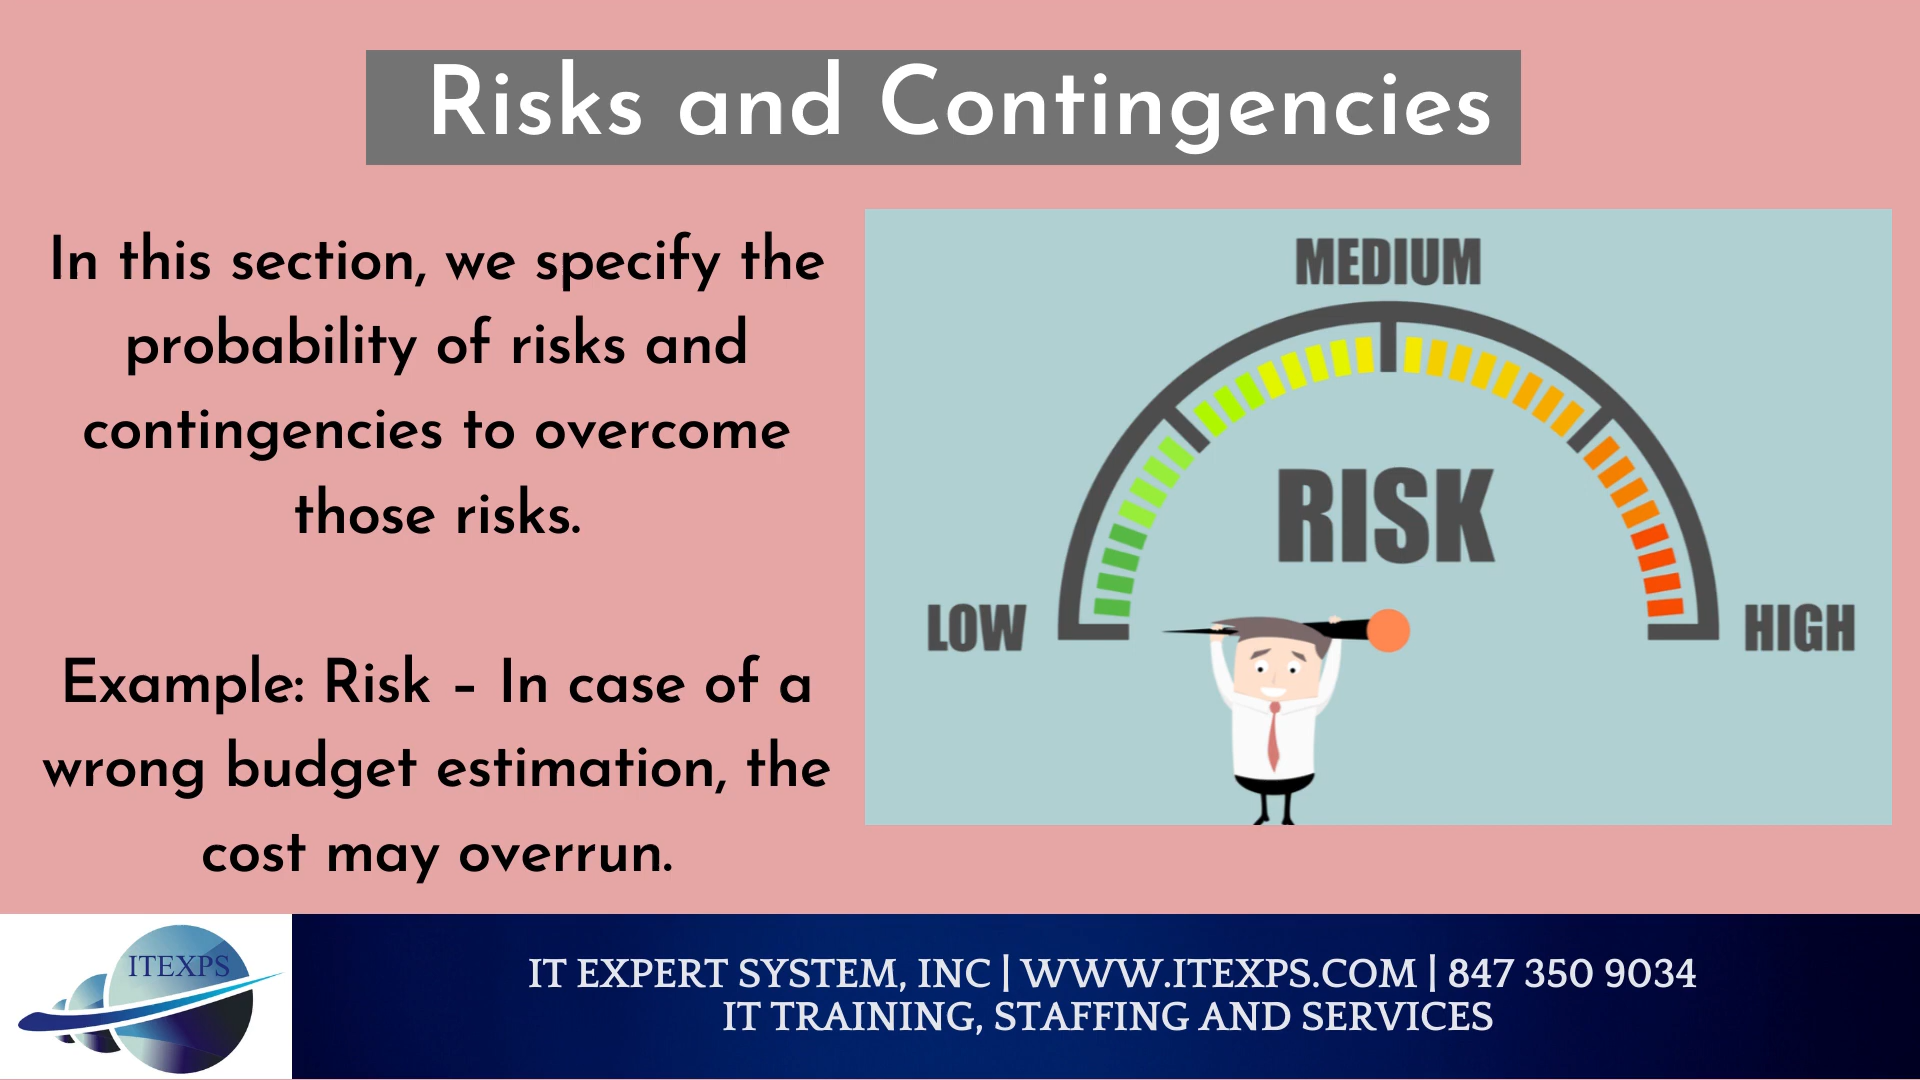 Risks and Contingencies
In this section, we specify the
probability of risks and
contingencies to overcome
those risks.
Example: Risk – In case of a
wrong budget estimation, the
cost may overrun.
MEDIUM
RISK
LOW
HIGH
ITEXPS
IT EXPERT SYSTEM, INC | WWW.ITEXPS.COM | 847 350 9034
IT TRAINING, STAFFING AND SERVICES